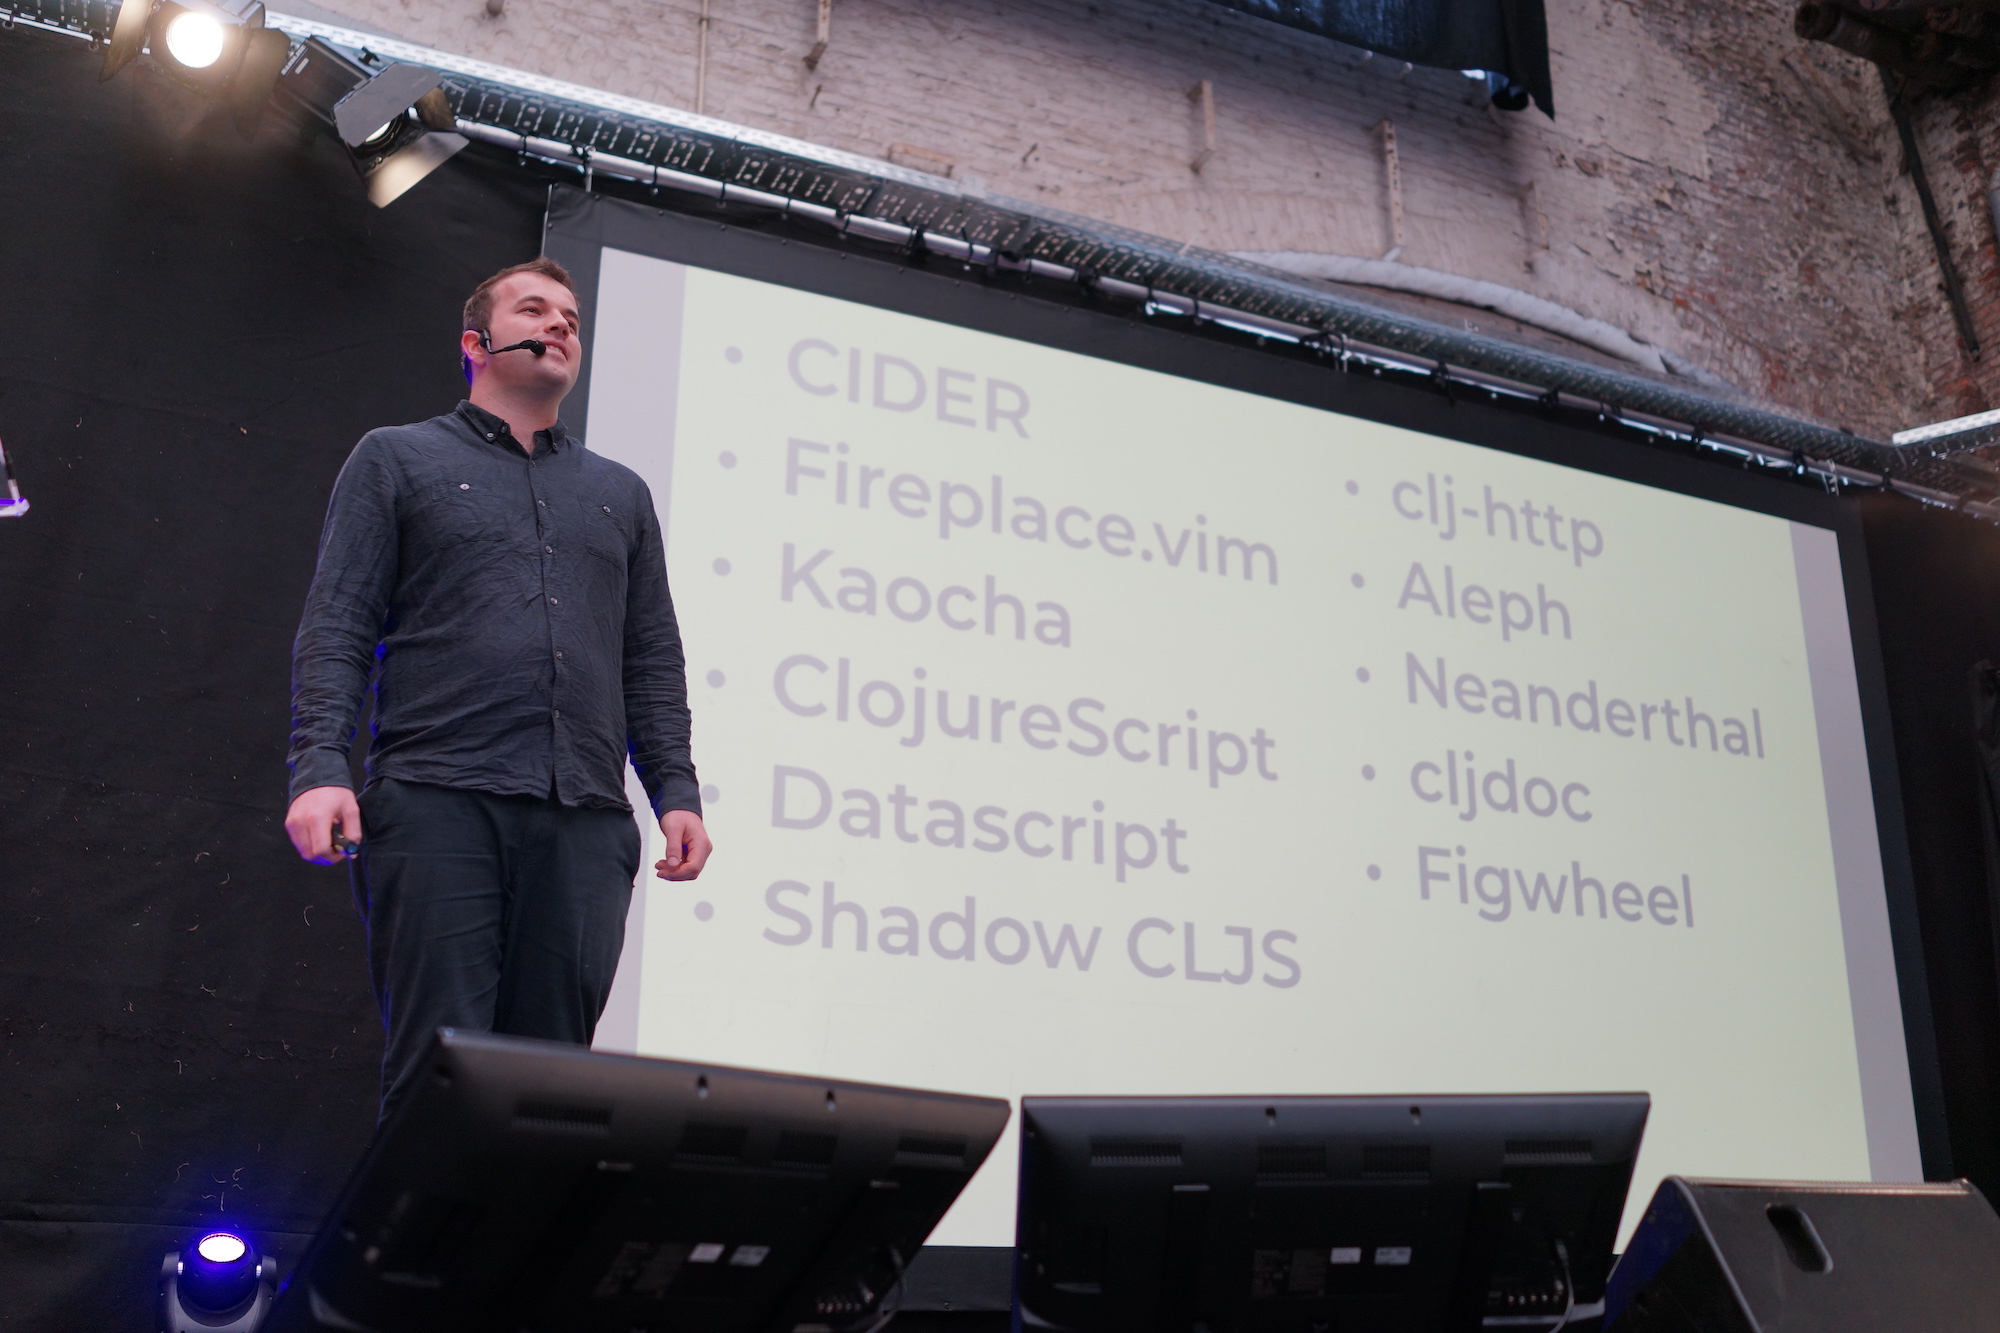 CIDER
Fireplace.vim
Kaocha
ClojureScript
Datascript
Shadow CLJS
clj-http
Aleph
Neanderthal
cljdoc
Figwheel